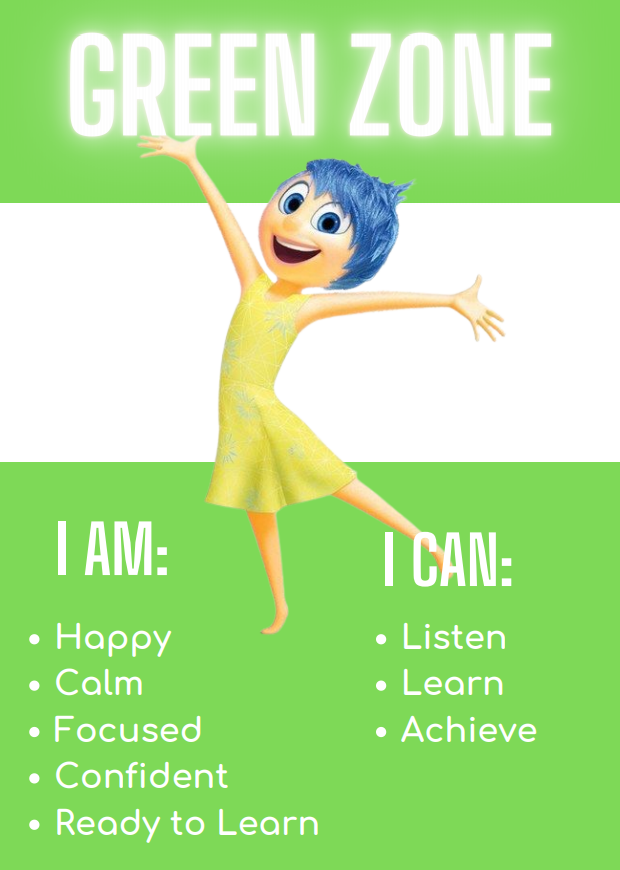 GREEN ZONE
I AM:
• Happy
• Calm
• Focused
• Confident
• Ready to Learn
I CAN:
• Listen
• Learn
• Achieve